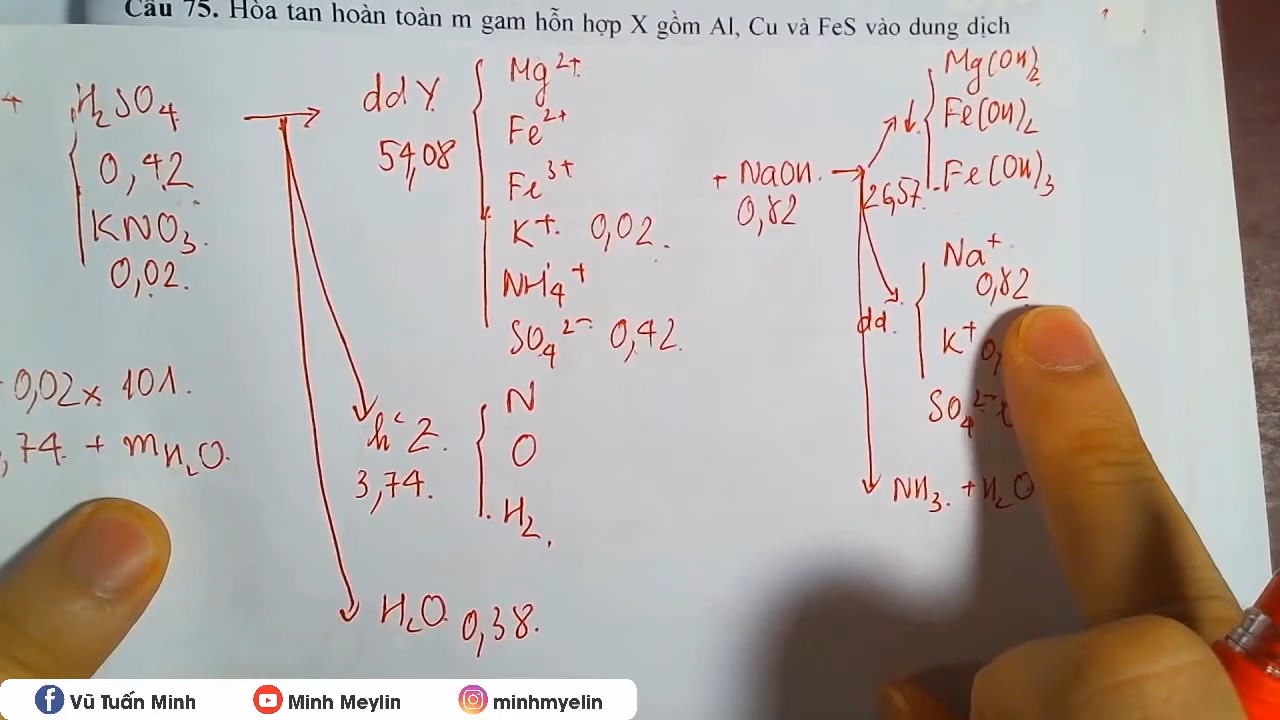 Câu 75. Hòa tan hoàn toàn m gam hỗn hợp X gồm Al, Cu và FeS vào dung dịch
+ H₂SO₄
0,42
KNO₃
0,02
0,02 x 101
,74 + mH₂O
ddY
54,08
Mg²⁺
Fe²⁺
Fe³⁺
K⁺ 0,02
NH₄⁺
SO₄²⁻ 0,42
Z
3,74
N
O
H₂
H₂O 0,38
+ NaOH
0,82
↓
26,57
Mg(OH)₂
Fe(OH)₂
Fe(OH)₃
dd
Na⁺
0,82
K⁺
SO₄²⁻
NH₃ + H₂O
Vũ Tuấn Minh
Minh Meylin
minhmyelin